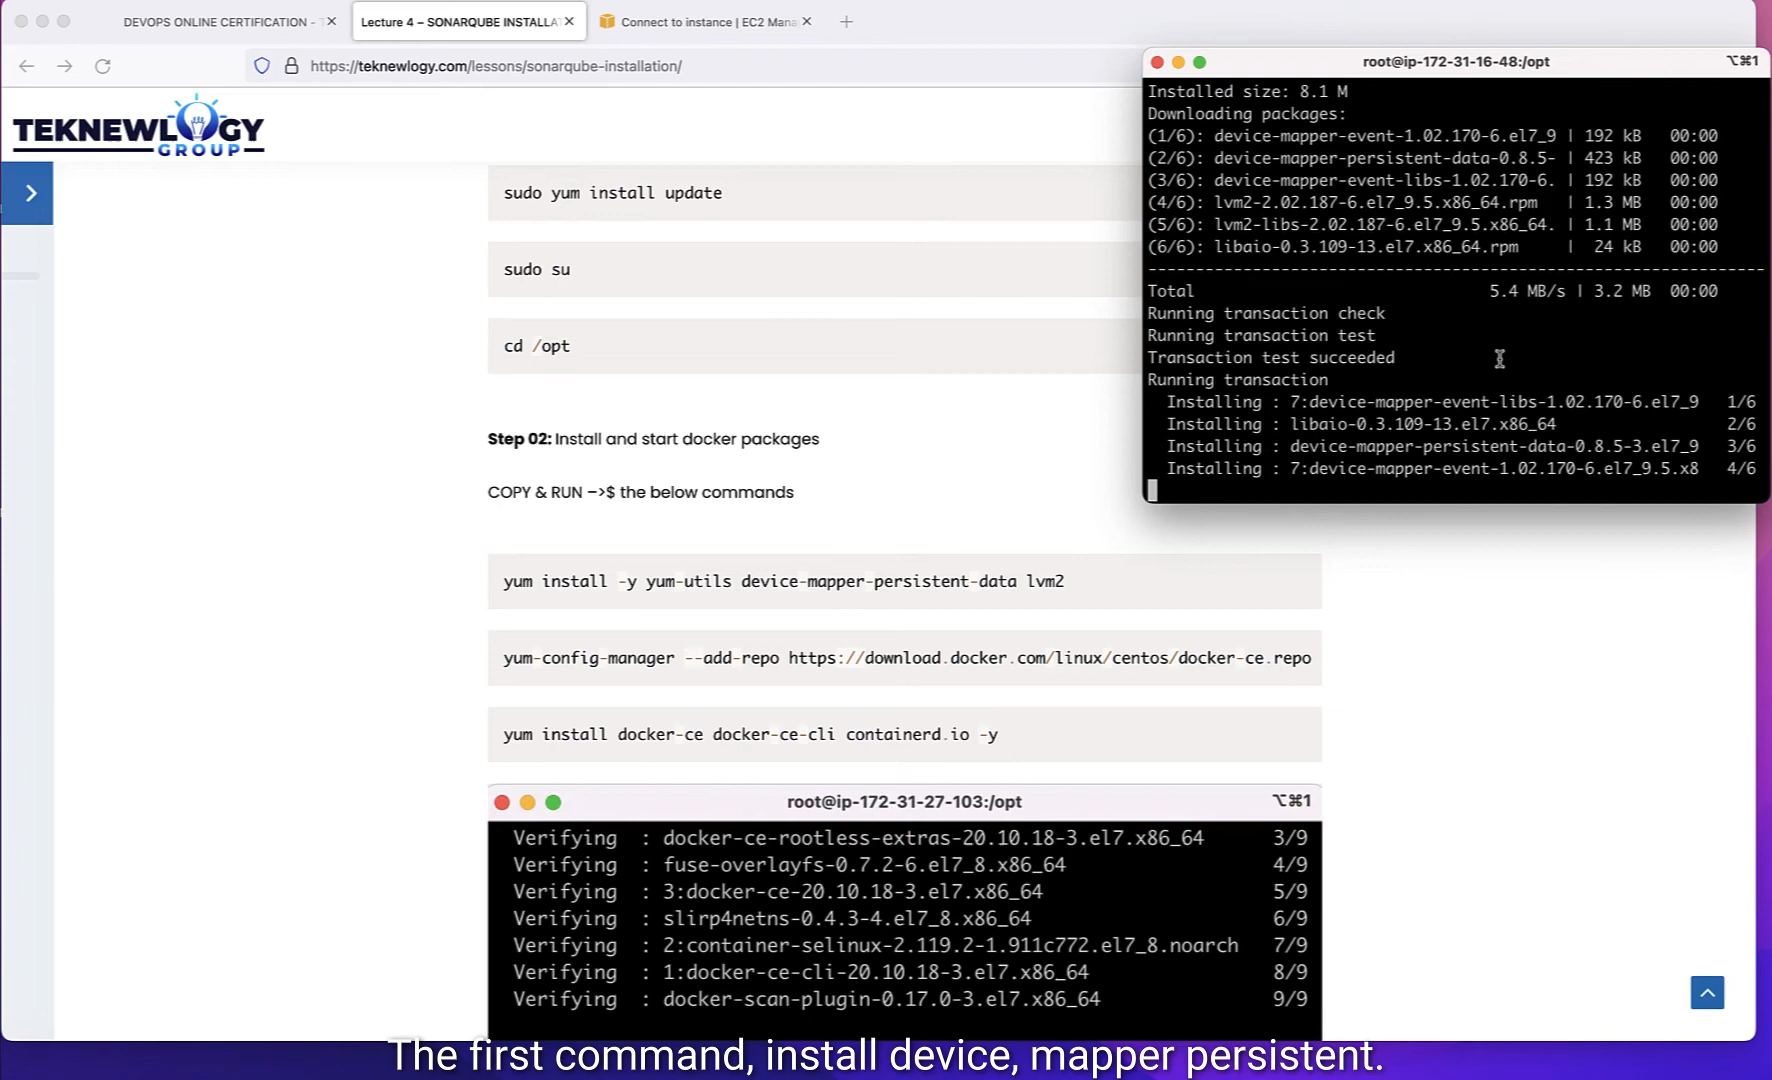 DEVOPS ONLINE CERTIFICATION -
Lecture 4 – SONARQUBE INSTALLA
Connect to instance | EC2 Mana
https://teknewlogy.com/lessons/sonarqube-installation/
TEKNEWLOGY
GROUP
sudo yum install update
sudo su
cd /opt
Step 02: Install and start docker packages
COPY & RUN –>$ the below commands
yum install -y yum-utils device-mapper-persistent-data lvm2
yum-config-manager --add-repo https://download.docker.com/linux/centos/docker-ce.repo
yum install docker-ce docker-ce-cli containerd.io -y
root@ip-172-31-27-103:/opt ⌥⌘1
Verifying : docker-ce-rootless-extras-20.10.18-3.el7.x86_64 3/9
Verifying : fuse-overlayfs-0.7.2-6.el7_8.x86_64 4/9
Verifying : 3:docker-ce-20.10.18-3.el7.x86_64 5/9
Verifying : slirp4netns-0.4.3-4.el7_8.x86_64 6/9
Verifying : 2:container-selinux-2.119.2-1.911c772.el7_8.noarch 7/9
Verifying : 1:docker-ce-cli-20.10.18-3.el7.x86_64 8/9
Verifying : docker-scan-plugin-0.17.0-3.el7.x86_64 9/9
root@ip-172-31-16-48:/opt ⌥⌘1
Installed size: 8.1 M
Downloading packages:
(1/6): device-mapper-event-1.02.170-6.el7_9 | 192 kB 00:00
(2/6): device-mapper-persistent-data-0.8.5- | 423 kB 00:00
(3/6): device-mapper-event-libs-1.02.170-6. | 192 kB 00:00
(4/6): lvm2-2.02.187-6.el7_9.5.x86_64.rpm | 1.3 MB 00:00
(5/6): lvm2-libs-2.02.187-6.el7_9.5.x86_64. | 1.1 MB 00:00
(6/6): libaio-0.3.109-13.el7.x86_64.rpm | 24 kB 00:00
--------------------------------------------------------------------------------
Total 5.4 MB/s | 3.2 MB 00:00
Running transaction check
Running transaction test
Transaction test succeeded
Running transaction
Installing : 7:device-mapper-event-libs-1.02.170-6.el7_9 1/6
Installing : libaio-0.3.109-13.el7.x86_64 2/6
Installing : device-mapper-persistent-data-0.8.5-3.el7_9 3/6
Installing : 7:device-mapper-event-1.02.170-6.el7_9.5.x8 4/6
The first command, install device, mapper persistent.